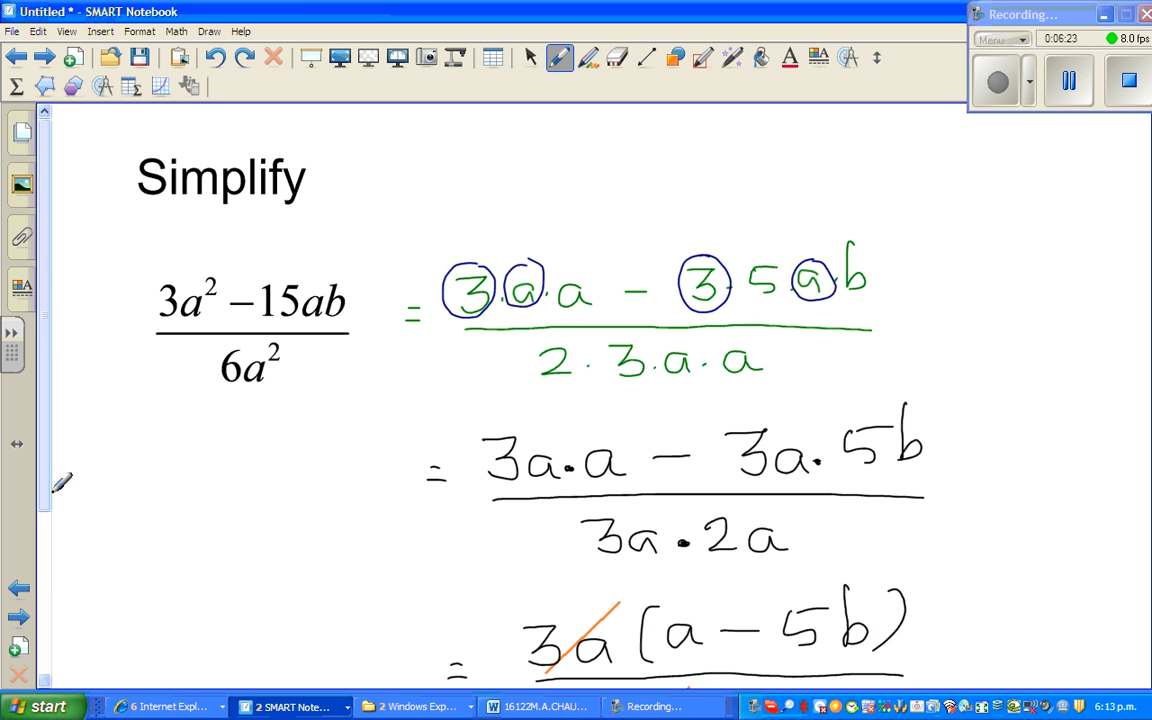 Untitled * - SMART Notebook
Recording...
File Edit View Insert Format Math Draw Help
Menu 0:06:23 8.0 fps
Simplify
3a² − 15ab = 3·a·a − 3·5·a·b
6a² 2·3·a·a
= 3a·a − 3a·5b
3a·2a
= 3a(a − 5b)
start 6 Internet Expl... 2 SMART Note... 2 Windows Exp... 16122M.A.CHAU... Recording... 6:13 p.m.